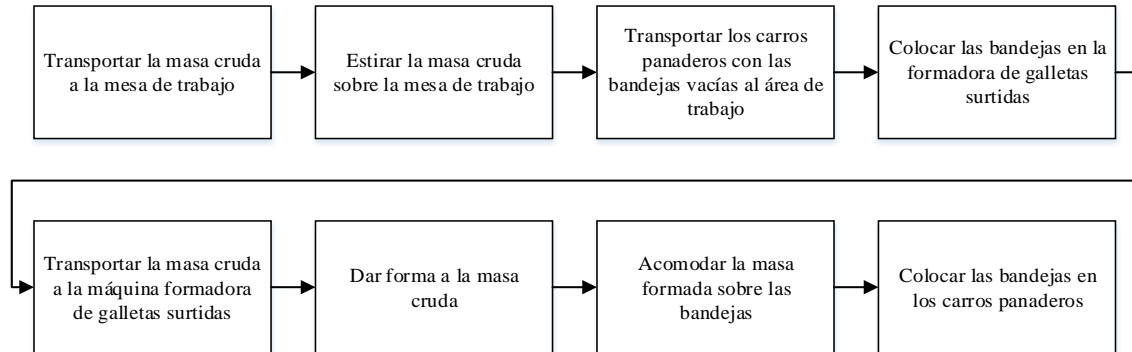 Transportar la masa cruda
a la mesa de trabajo
Estirar la masa cruda
sobre la mesa de trabajo
Transportar los carros
panaderos con las
bandejas vacías al área de
trabajo
Colocar las bandejas en la
formadora de galletas
surtidas
Transportar la masa cruda
a la máquina formadora
de galletas surtidas
Dar forma a la masa
cruda
Acomodar la masa
formada sobre las
bandejas
Colocar las bandejas en
los carros panaderos